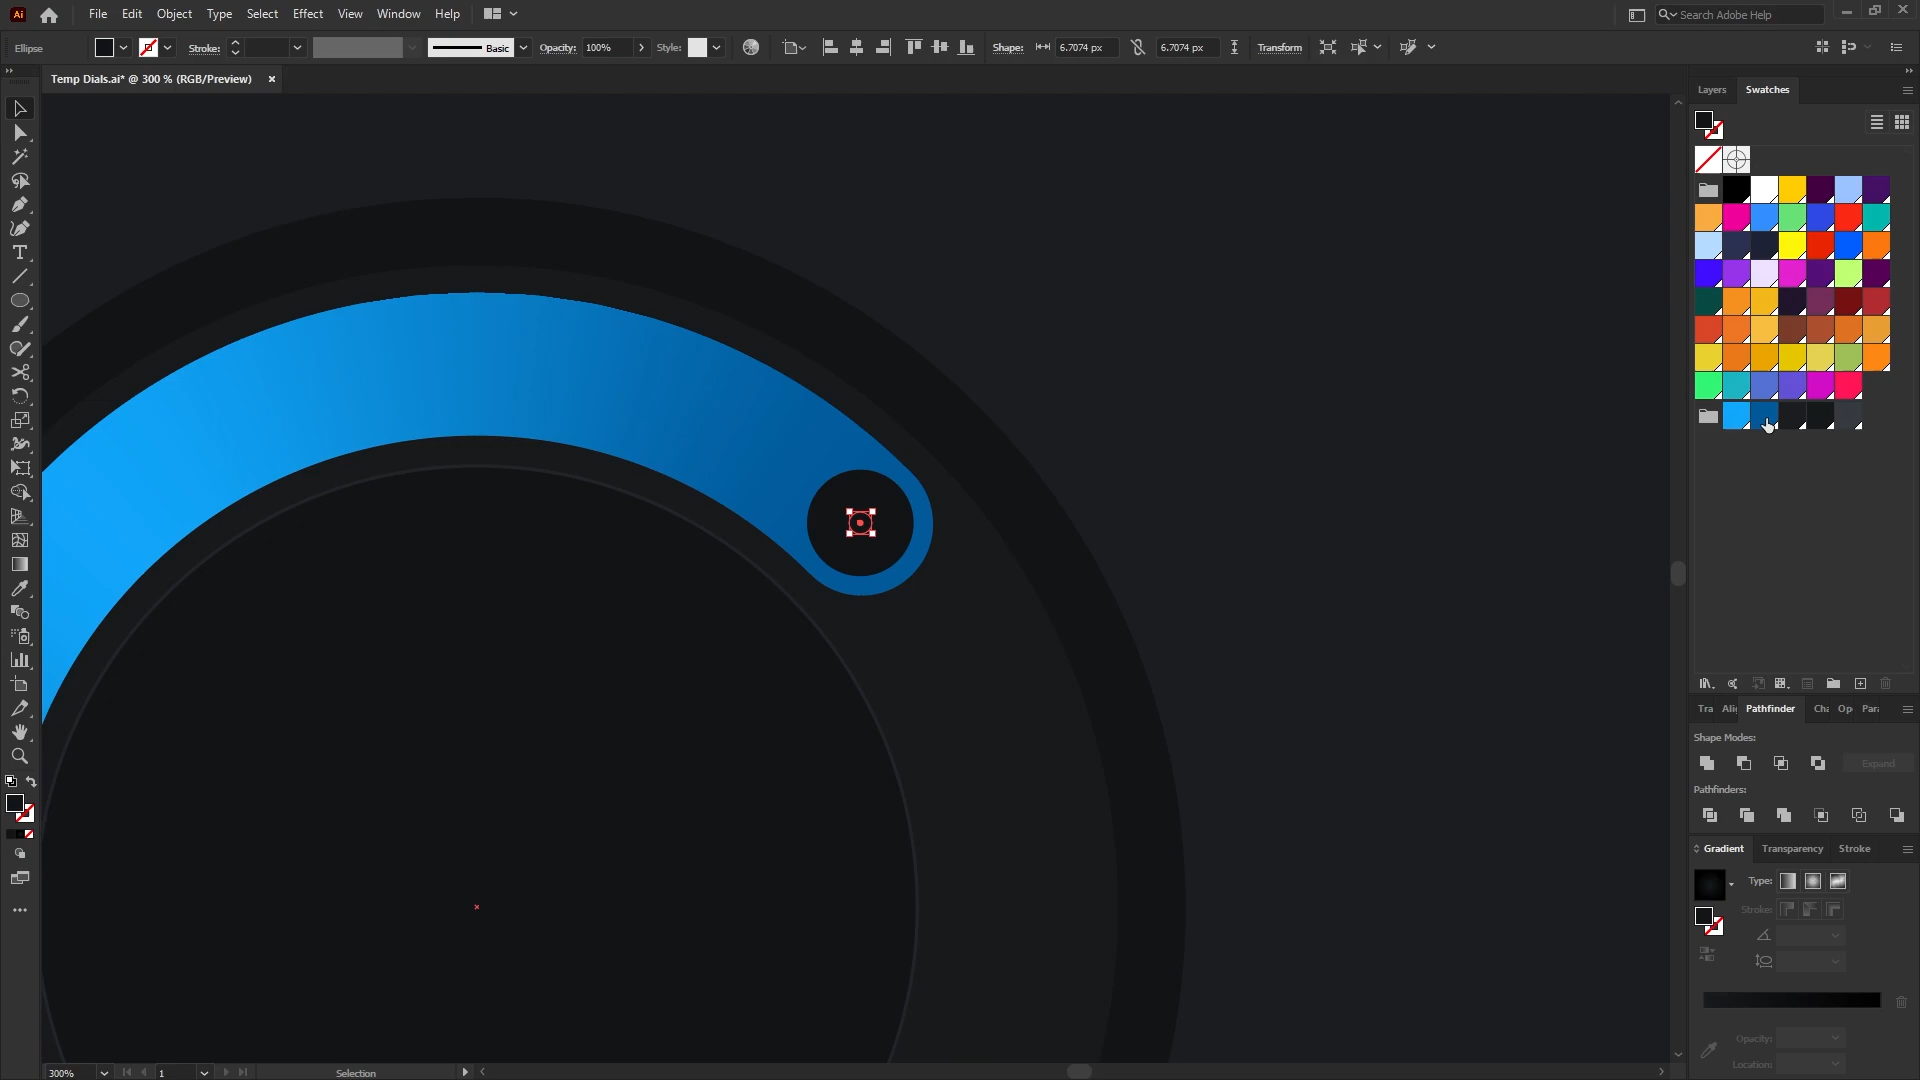 Ai File Edit Object Type Select Effect View Window Help Search Adobe Help
Ellipse Stroke: Basic Opacity: 100% Style: Shape: 6.7074 px 6.7074 px Transform
Temp Dials.ai* @ 300 % (RGB/Preview) ×
Layers Swatches
T
Tra Ali Pathfinder Cha Op Para
Shape Modes:
Expand
Pathfinders:
Gradient Transparency Stroke
Type:
Stroke:
Opacity:
Location:
300% 1 Selection